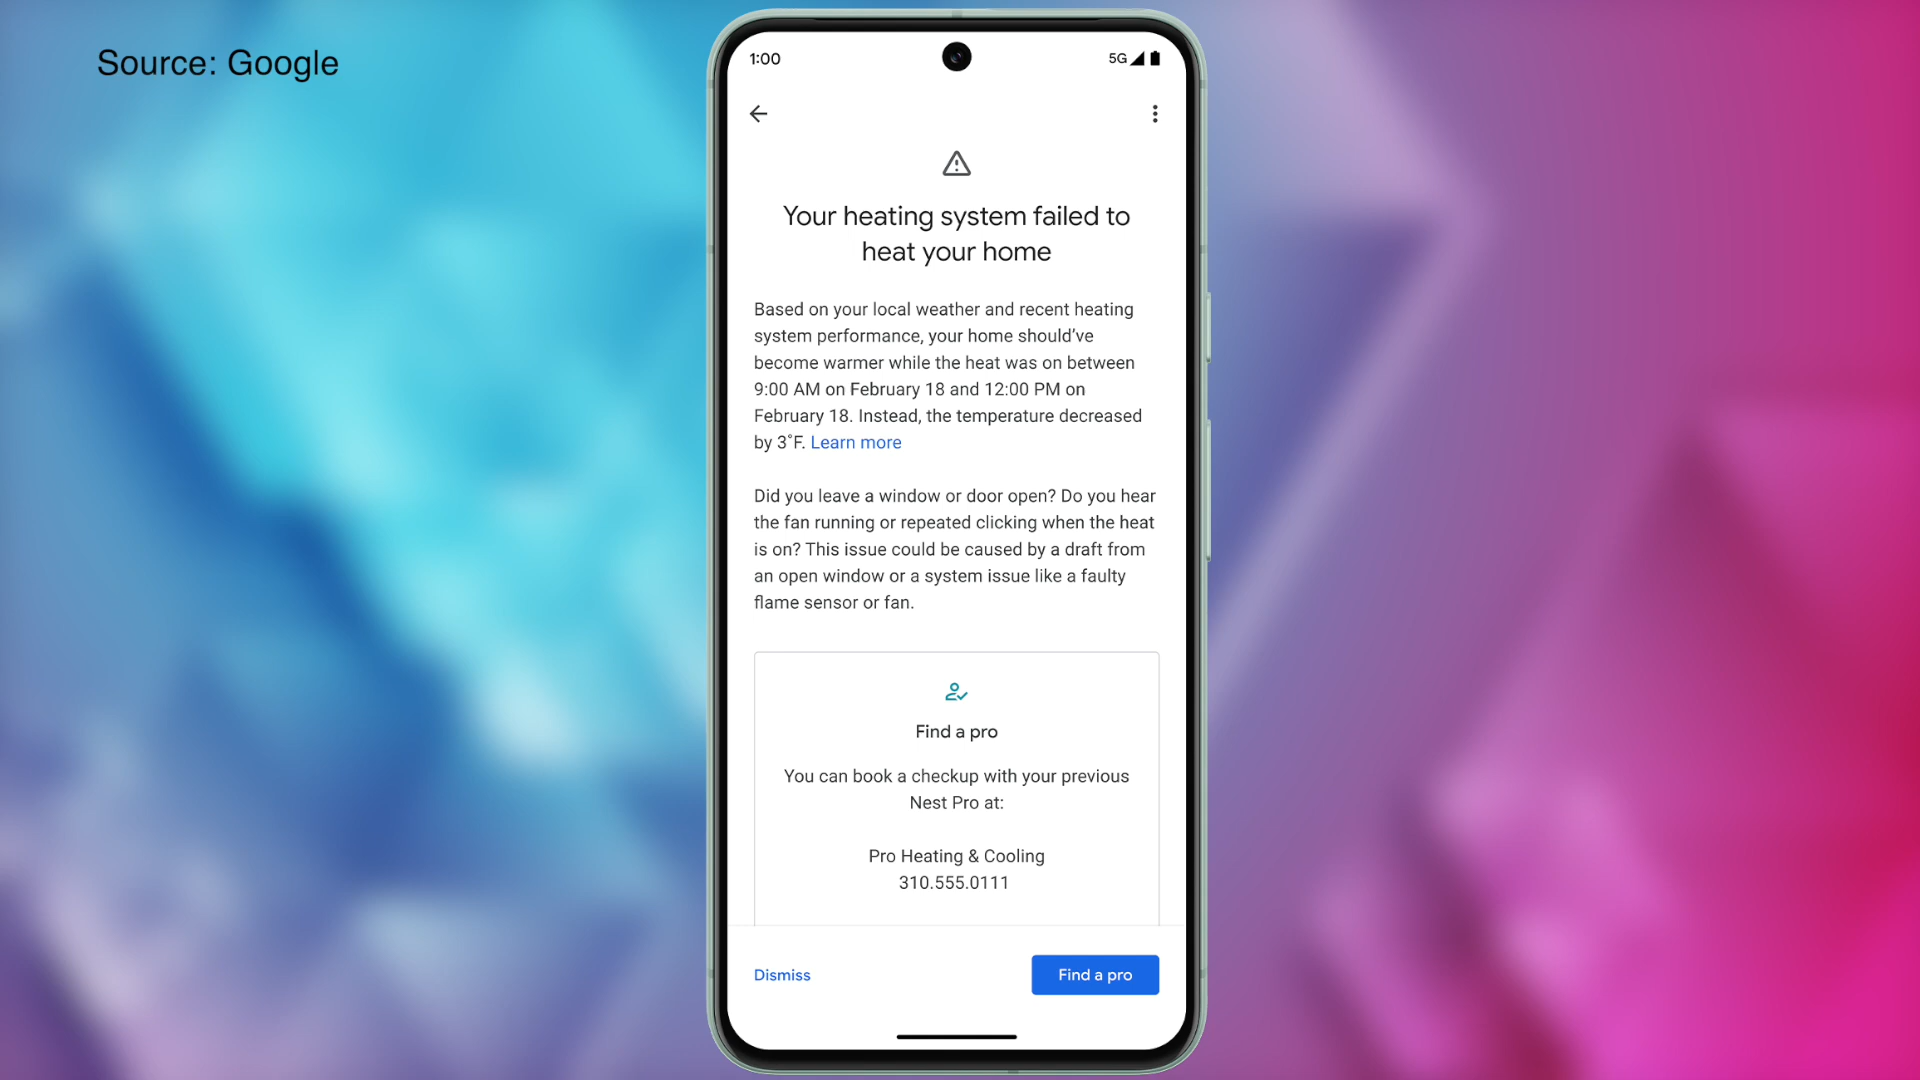 Source: Google
1:00
5G
Your heating system failed to
heat your home
Based on your local weather and recent heating
system performance, your home should’ve
become warmer while the heat was on between
9:00 AM on February 18 and 12:00 PM on
February 18. Instead, the temperature decreased
by 3˚F. Learn more
Did you leave a window or door open? Do you hear
the fan running or repeated clicking when the heat
is on? This issue could be caused by a draft from
an open window or a system issue like a faulty
flame sensor or fan.
Find a pro
You can book a checkup with your previous
Nest Pro at:
Pro Heating & Cooling
310.555.0111
Dismiss
Find a pro